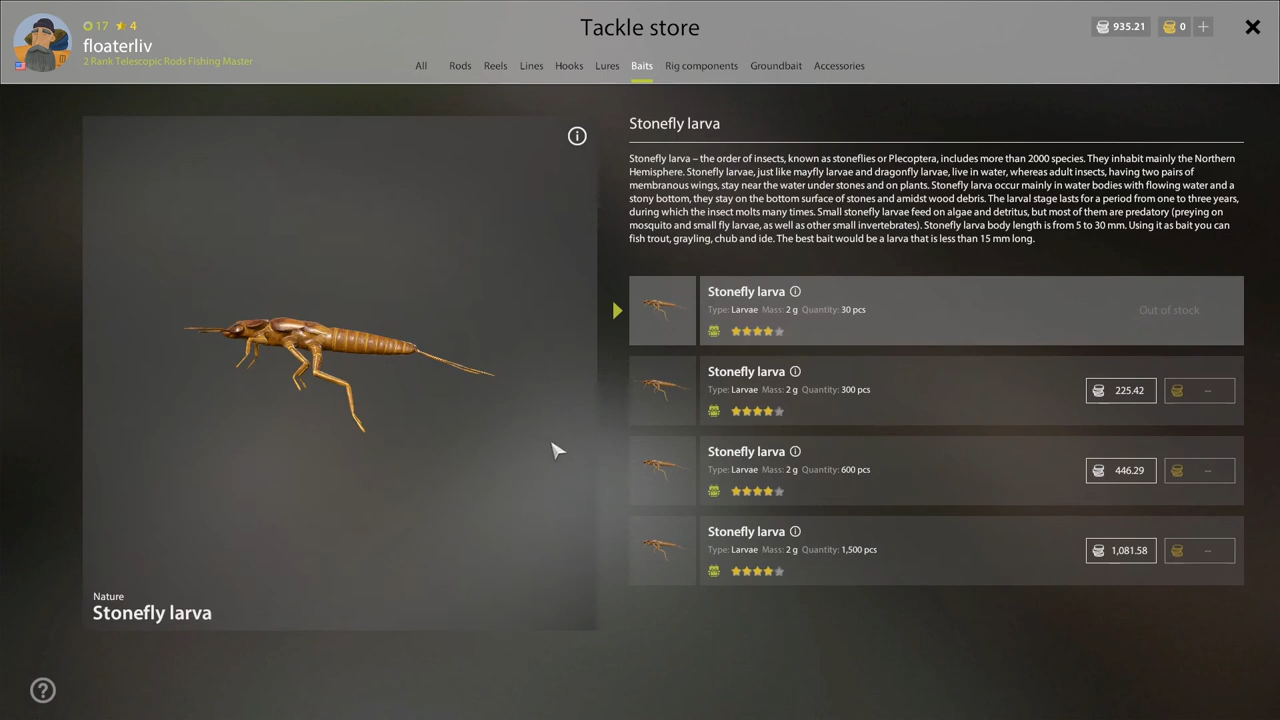 17 4
floaterliv
2 Rank Telescopic Rods Fishing Master
Tackle store
935.21 0
All Rods Reels Lines Hooks Lures Baits Rig components Groundbait Accessories
Stonefly larva
Stonefly larva – the order of insects, known as stoneflies or Plecoptera, includes more than 2000 species. They inhabit mainly the Northern
Hemisphere. Stonefly larvae, just like mayfly larvae and dragonfly larvae, live in water, whereas adult insects, having two pairs of
membranous wings, stay near the water under stones and on plants. Stonefly larva occur mainly in water bodies with flowing water and a
stony bottom, they stay on the bottom surface of stones and amidst wood debris. The larval stage lasts for a period from one to three years,
during which the insect molts many times. Small stonefly larvae feed on algae and detritus, but most of them are predatory (preying on
mosquito and small fly larvae, as well as other small invertebrates). Stonefly larva body length is from 5 to 30 mm. Using it as bait you can
fish trout, grayling, chub and ide. The best bait would be a larva that is less than 15 mm long.
Stonefly larva
Type: Larvae Mass: 2 g Quantity: 30 pcs
Out of stock
Stonefly larva
Type: Larvae Mass: 2 g Quantity: 300 pcs
225.42 --
Stonefly larva
Type: Larvae Mass: 2 g Quantity: 600 pcs
446.29 --
Stonefly larva
Type: Larvae Mass: 2 g Quantity: 1,500 pcs
1,081.58 --
Nature
Stonefly larva